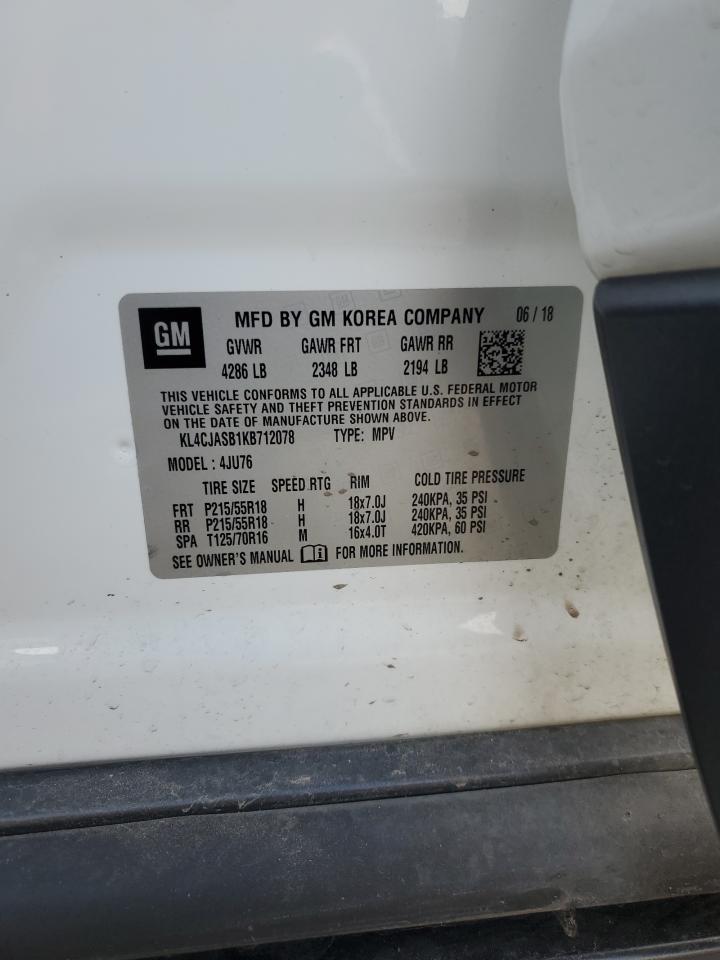 GM MFD BY GM KOREA COMPANY 06 / 18
GVWR GAWR FRT GAWR RR
4286 LB 2348 LB 2194 LB
THIS VEHICLE CONFORMS TO ALL APPLICABLE U.S. FEDERAL MOTOR
VEHICLE SAFETY AND THEFT PREVENTION STANDARDS IN EFFECT
ON THE DATE OF MANUFACTURE SHOWN ABOVE.
KL4CJASB1KB712078 TYPE: MPV
MODEL : 4JU76
TIRE SIZE SPEED RTG RIM COLD TIRE PRESSURE
FRT P215/55R18 H 18x7.0J 240KPA, 35 PSI
RR P215/55R18 H 18x7.0J 240KPA, 35 PSI
SPA T125/70R16 M 16x4.0T 420KPA, 60 PSI
SEE OWNER'S MANUAL FOR MORE INFORMATION.